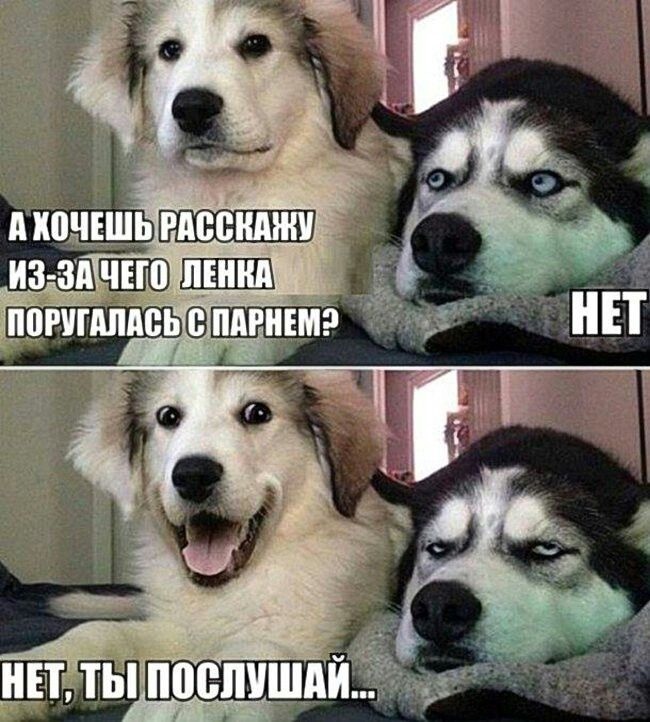 А ХОЧЕШЬ РАССКАЖУ
ИЗ-ЗА ЧЕГО ЛЕНКА
ПОРУГАЛАСЬ С ПАРНЕМ?
НЕТ
НЕТ, ТЫ ПОСЛУШАЙ...